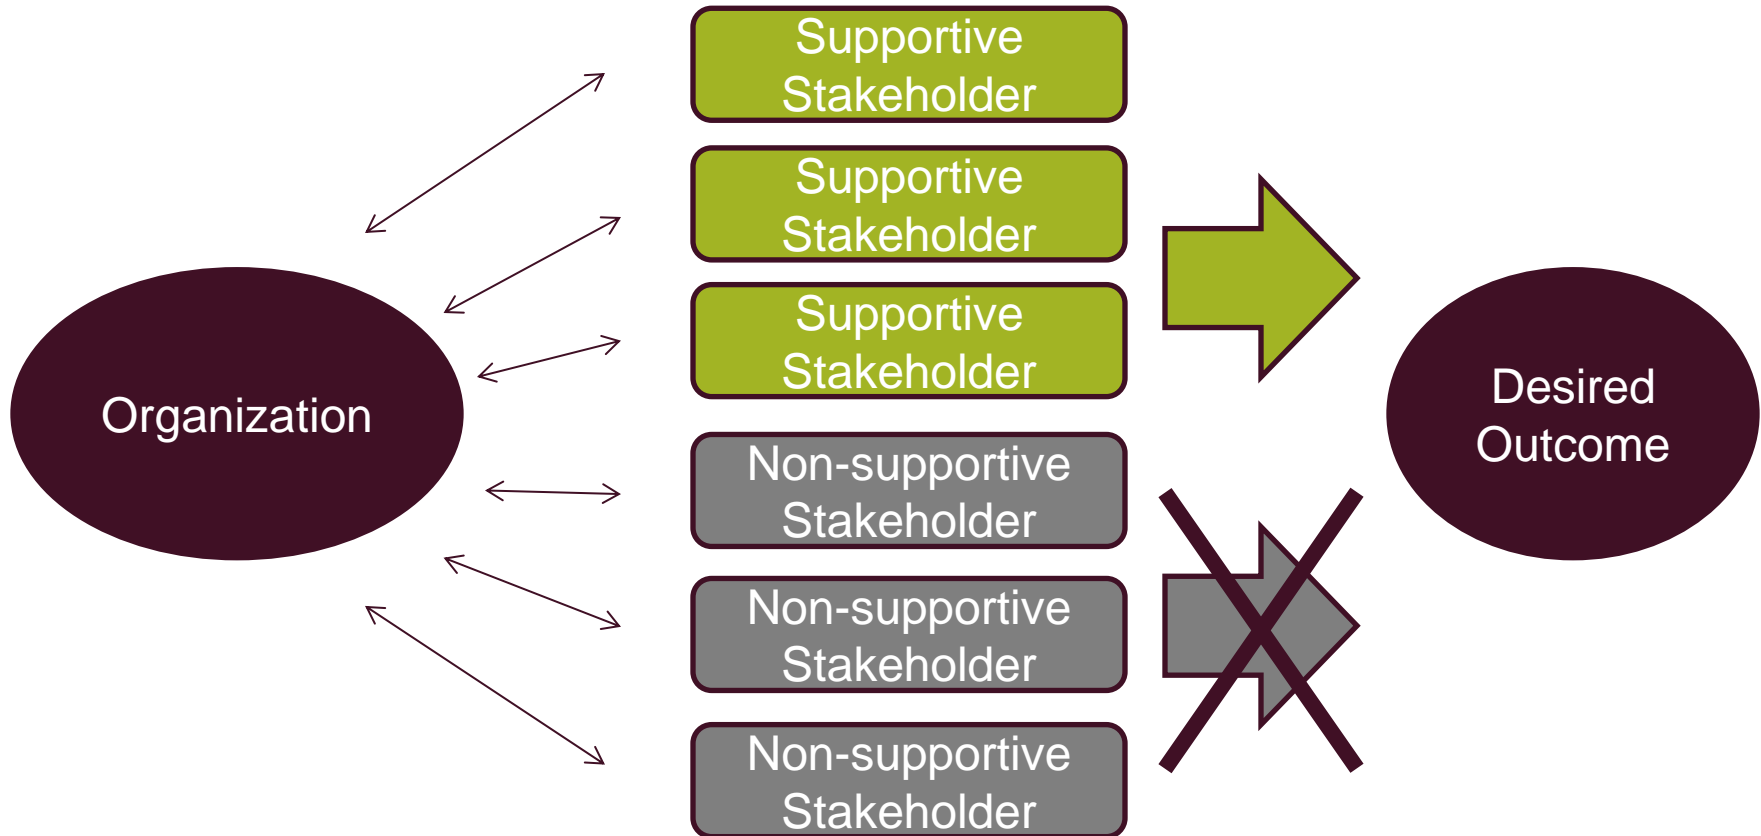 Supportive
Stakeholder
Supportive
Stakeholder
Supportive
Stakeholder
Organization
Non-supportive
Stakeholder
Non-supportive
Stakeholder
Non-supportive
Stakeholder
Desired
Outcome